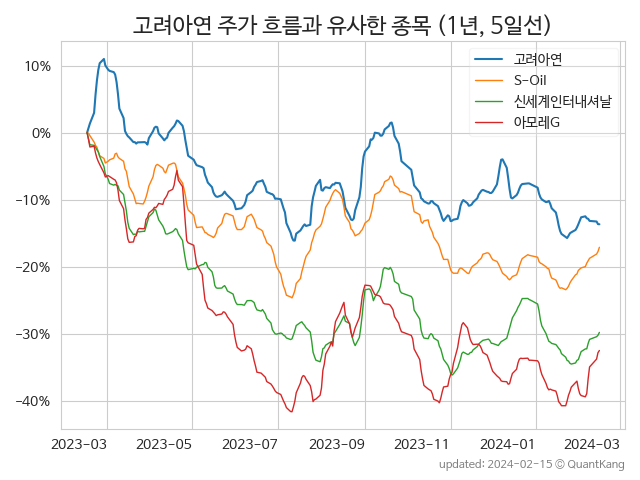 고려아연 주가 흐름과 유사한 종목 (1년, 5일선)
고려아연
S-Oil
신세계인터내셔날
아모레G
10%
0%
−10%
−20%
−30%
−40%
2023-03 2023-05 2023-07 2023-09 2023-11 2024-01 2024-03
updated: 2024-02-15 © QuantKang